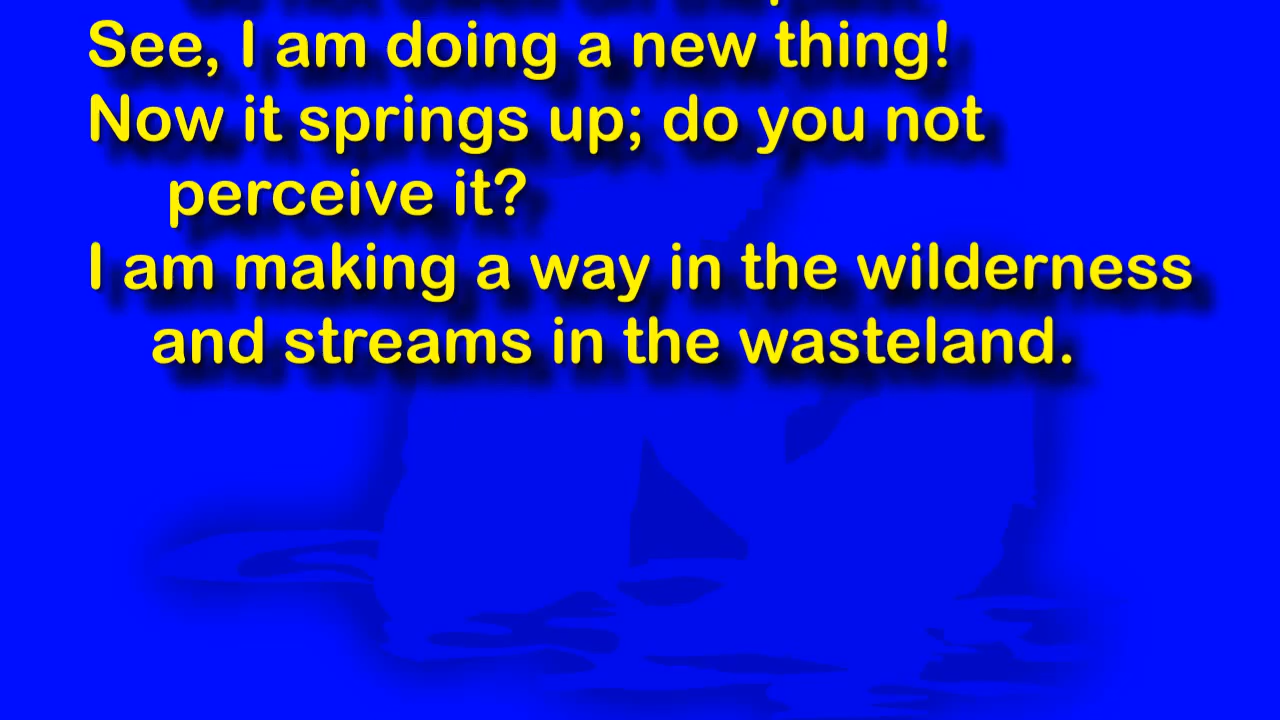 See, I am doing a new thing!
Now it springs up; do you not
perceive it?
I am making a way in the wilderness
and streams in the wasteland.